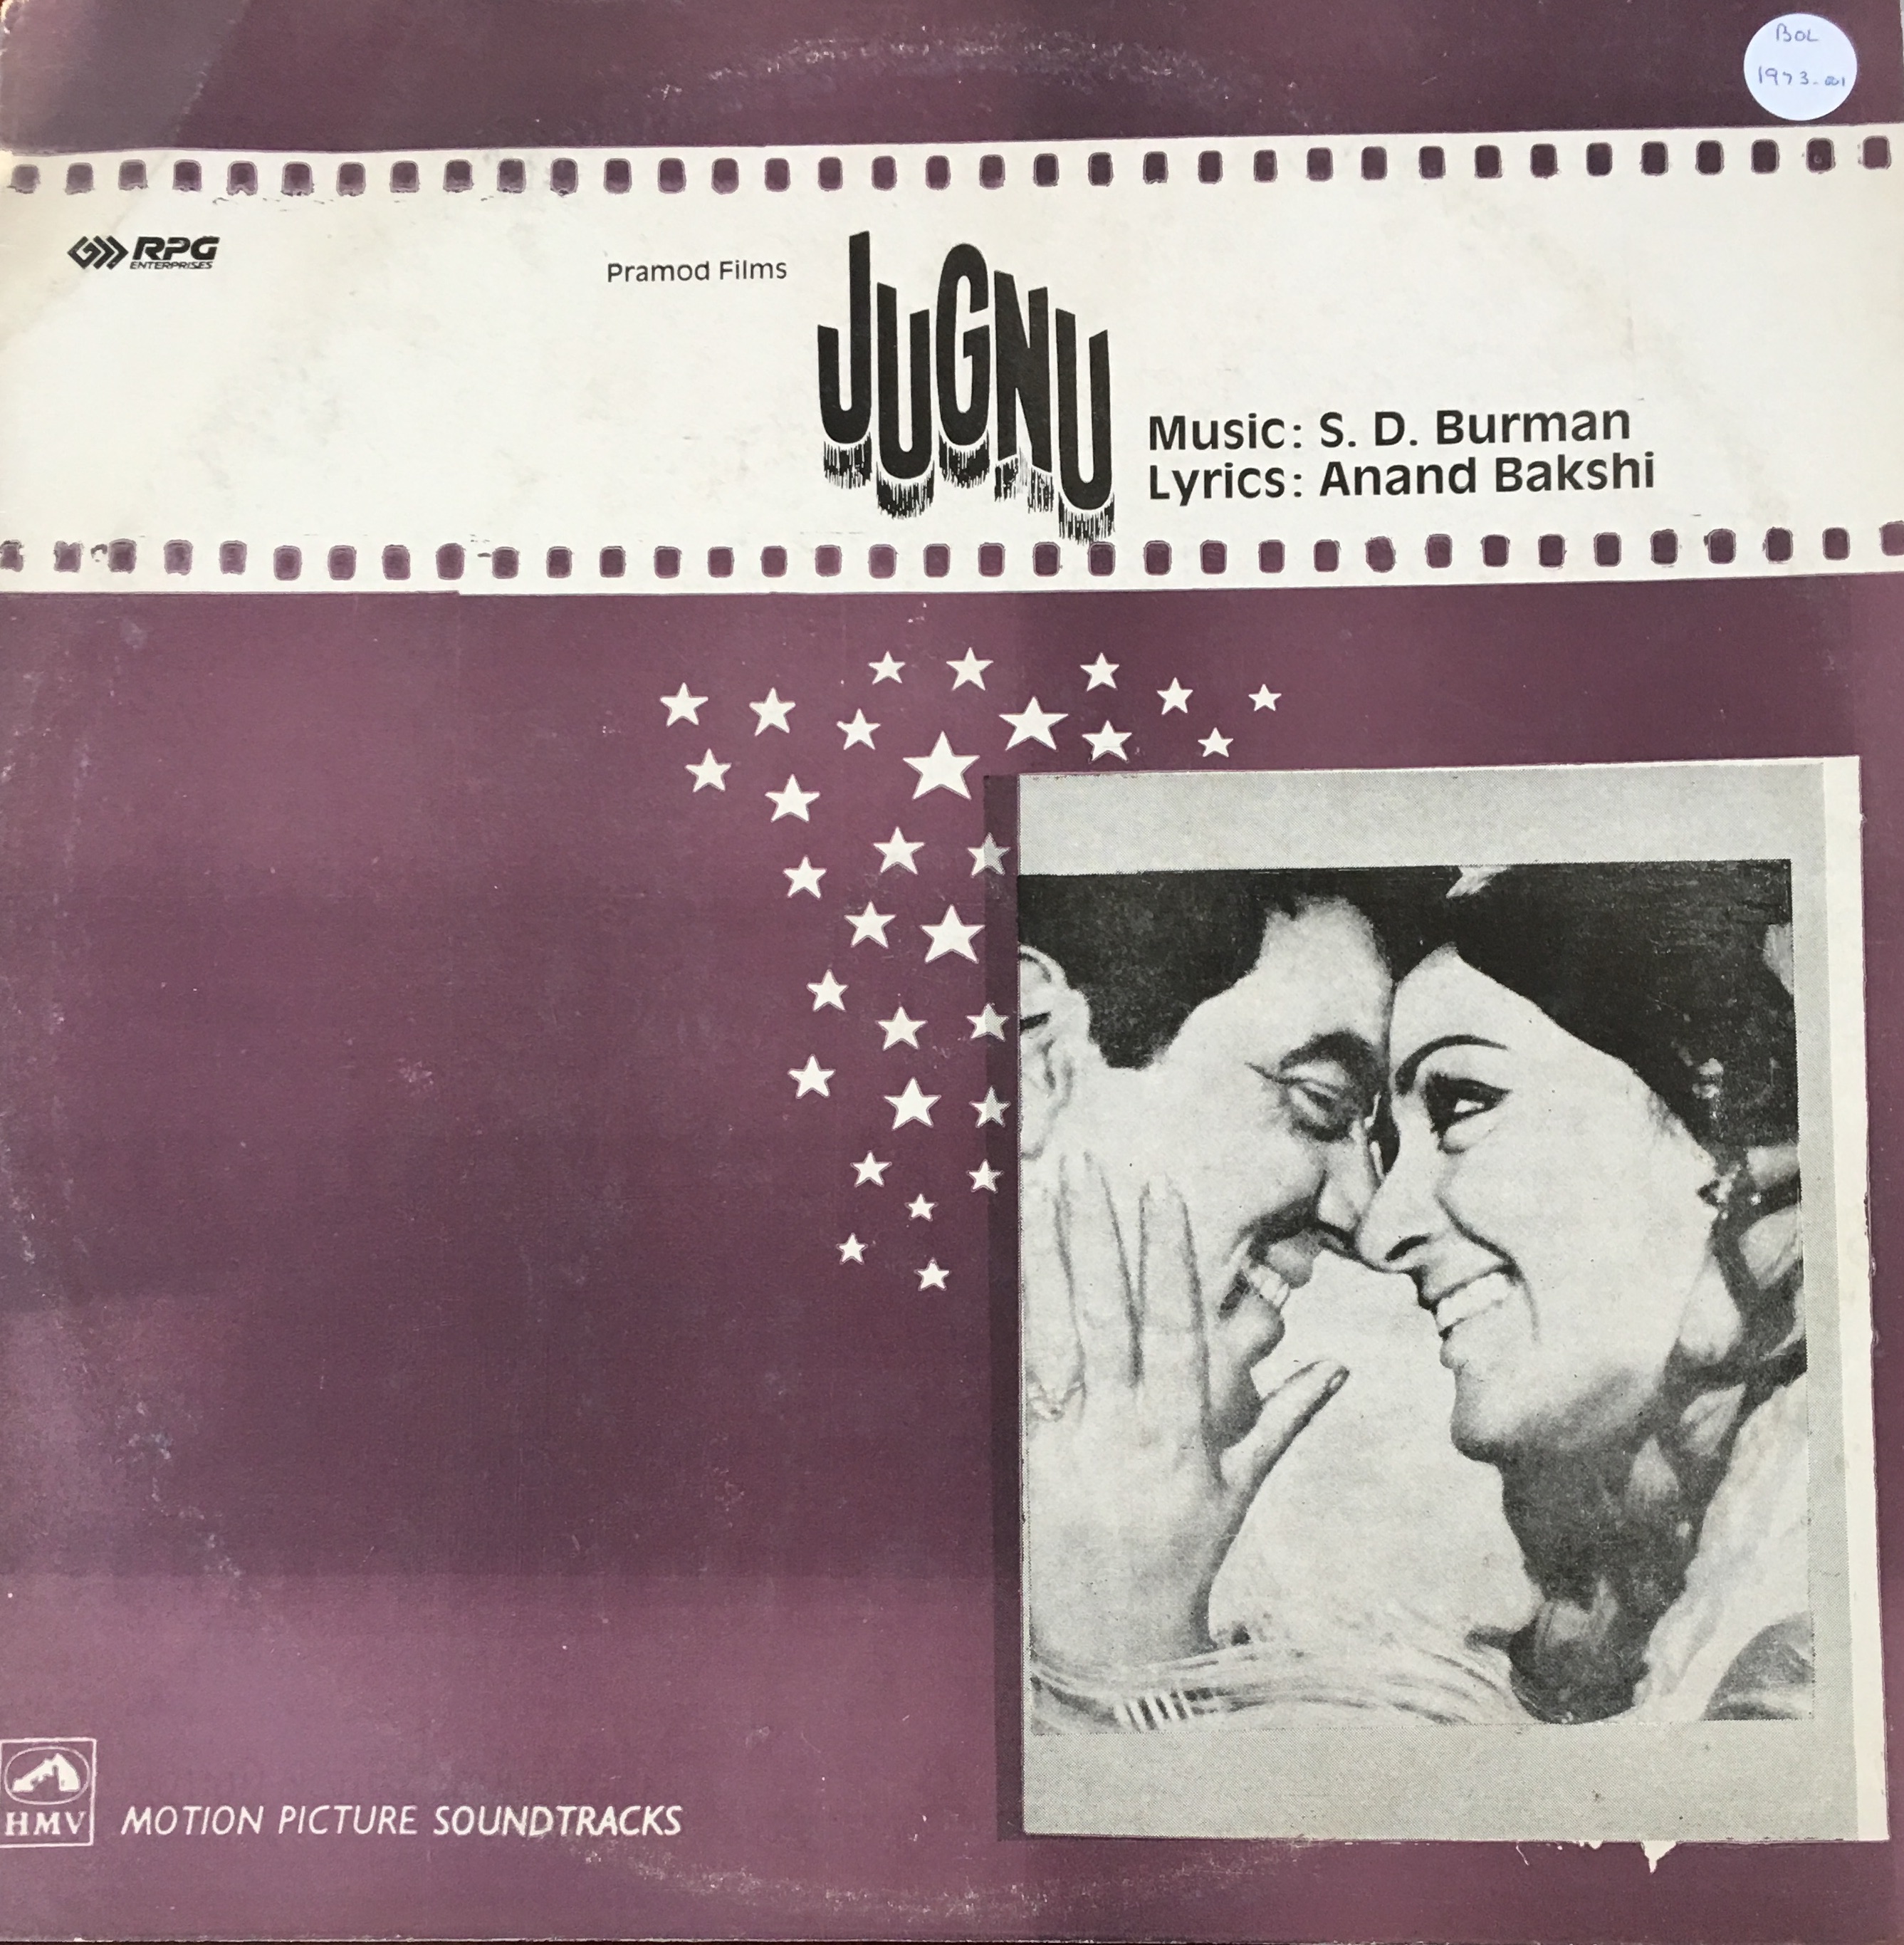 BOL
1973-001
RPG
ENTERPRISES
Pramod Films
JUGNU
Music: S. D. Burman
Lyrics: Anand Bakshi
HMV
MOTION PICTURE SOUNDTRACKS